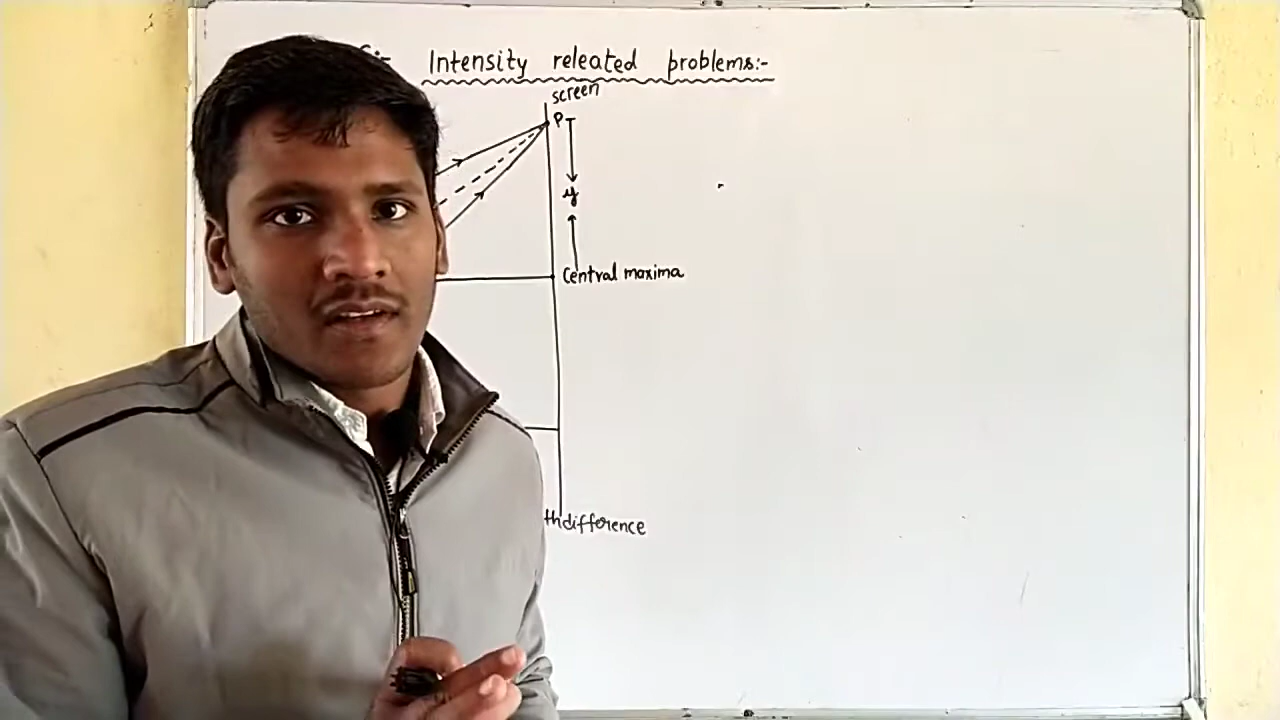 Intensity releated problems:-
screen
P
y
Central maxima
thdifference